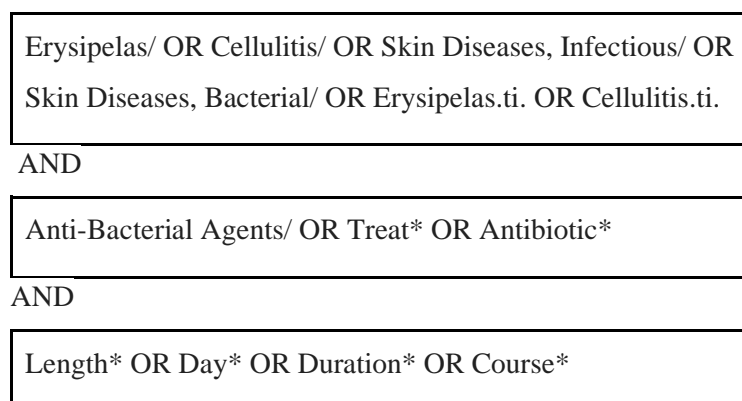 Erysipelas/ OR Cellulitis/ OR Skin Diseases, Infectious/ OR
Skin Diseases, Bacterial/ OR Erysipelas.ti. OR Cellulitis.ti.
AND
Anti-Bacterial Agents/ OR Treat* OR Antibiotic*
AND
Length* OR Day* OR Duration* OR Course*